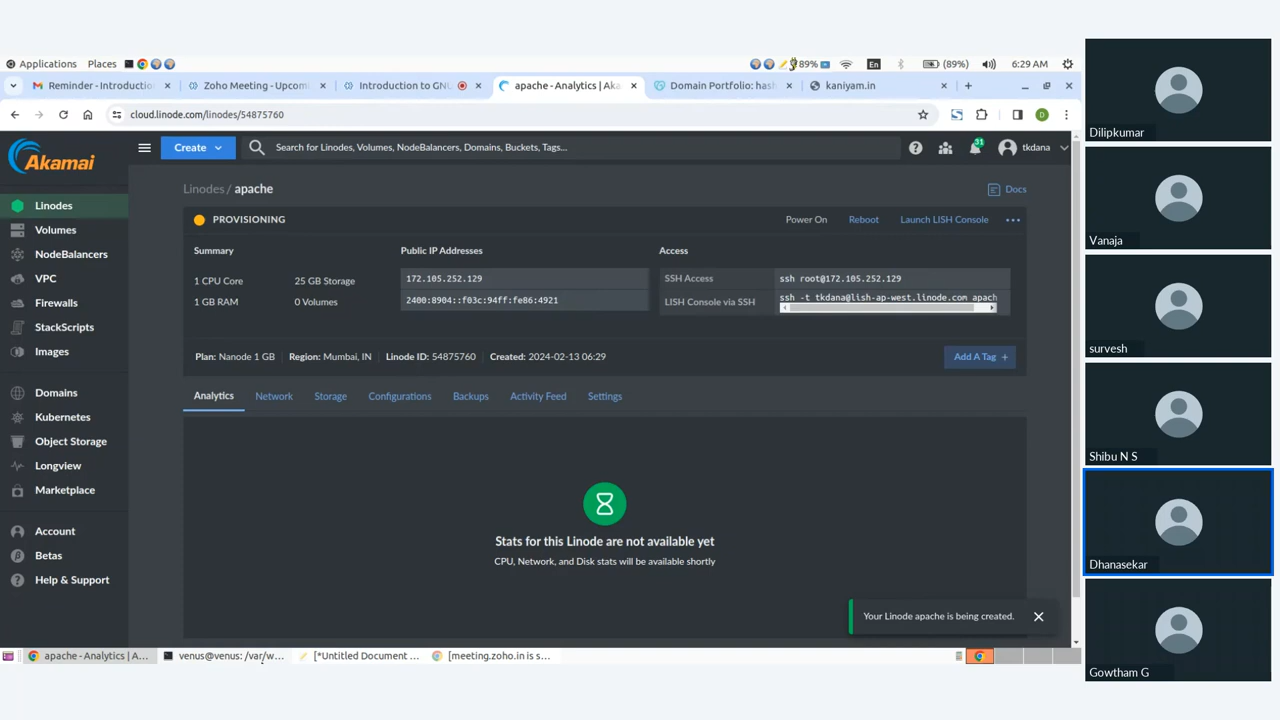 Applications Places 89% En (89%) 6:29 AM
Reminder - Introductio Zoho Meeting - Upcomi Introduction to GNU apache - Analytics | Aka Domain Portfolio: hash kaniyam.in
cloud.linode.com/linodes/54875760 D
Akamai Create Search for Linodes, Volumes, NodeBalancers, Domains, Buckets, Tags... 31 tkdana
Linodes
Volumes
NodeBalancers
VPC
Firewalls
StackScripts
Images
Domains
Kubernetes
Object Storage
Longview
Marketplace
Account
Betas
Help & Support
Linodes / apache Docs
PROVISIONING Power On Reboot Launch LISH Console ...
Summary Public IP Addresses Access
1 CPU Core 25 GB Storage 172.105.252.129 SSH Access ssh root@172.105.252.129
1 GB RAM 0 Volumes 2400:8904::f03c:94ff:fe86:4921 LISH Console via SSH ssh -t tkdana@lish-ap-west.linode.com apach
Plan: Nanode 1 GB Region: Mumbai, IN Linode ID: 54875760 Created: 2024-02-13 06:29 Add A Tag +
Analytics Network Storage Configurations Backups Activity Feed Settings
Stats for this Linode are not available yet
CPU, Network, and Disk stats will be available shortly
Your Linode apache is being created.
apache - Analytics | A... venus@venus: /var/w... [*Untitled Document ... [meeting.zoho.in is s...
Dilipkumar
Vanaja
survesh
Shibu N S
Dhanasekar
Gowtham G